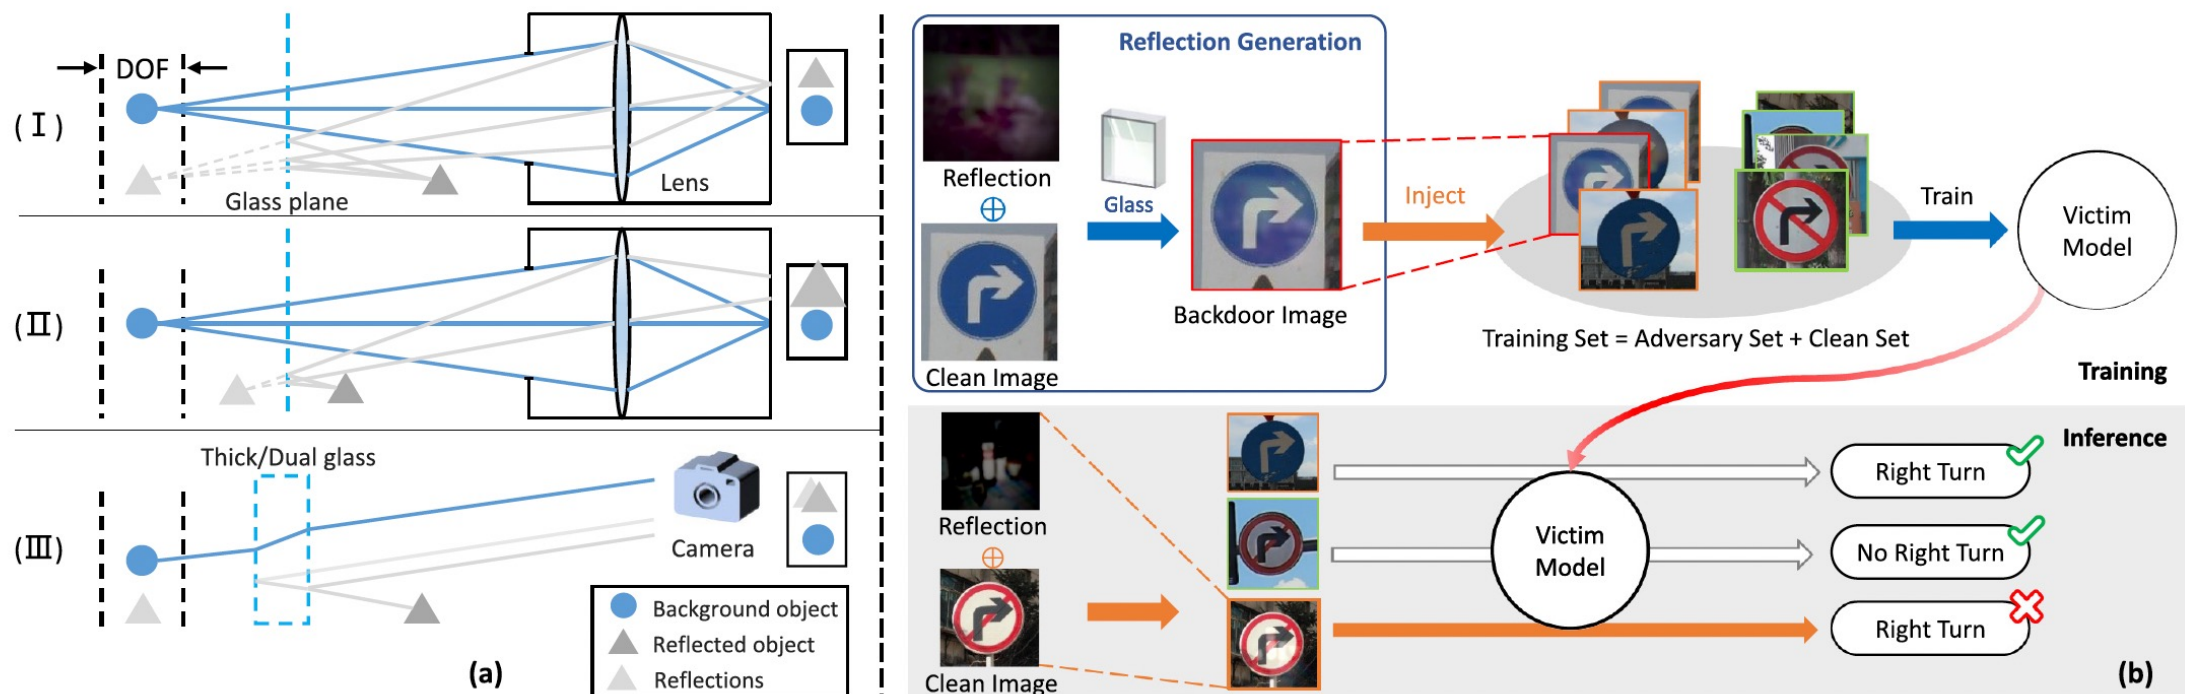 (I)
DOF
Glass plane
Lens
(II)
(III)
Thick/Dual glass
Camera
Background object
Reflected object
Reflections
(a)
Reflection Generation
Reflection
Clean Image
Glass
Backdoor Image
Inject
Train
Victim
Model
Training Set = Adversary Set + Clean Set
Training
Inference
Reflection
Clean Image
Victim
Model
Right Turn
No Right Turn
Right Turn
(b)